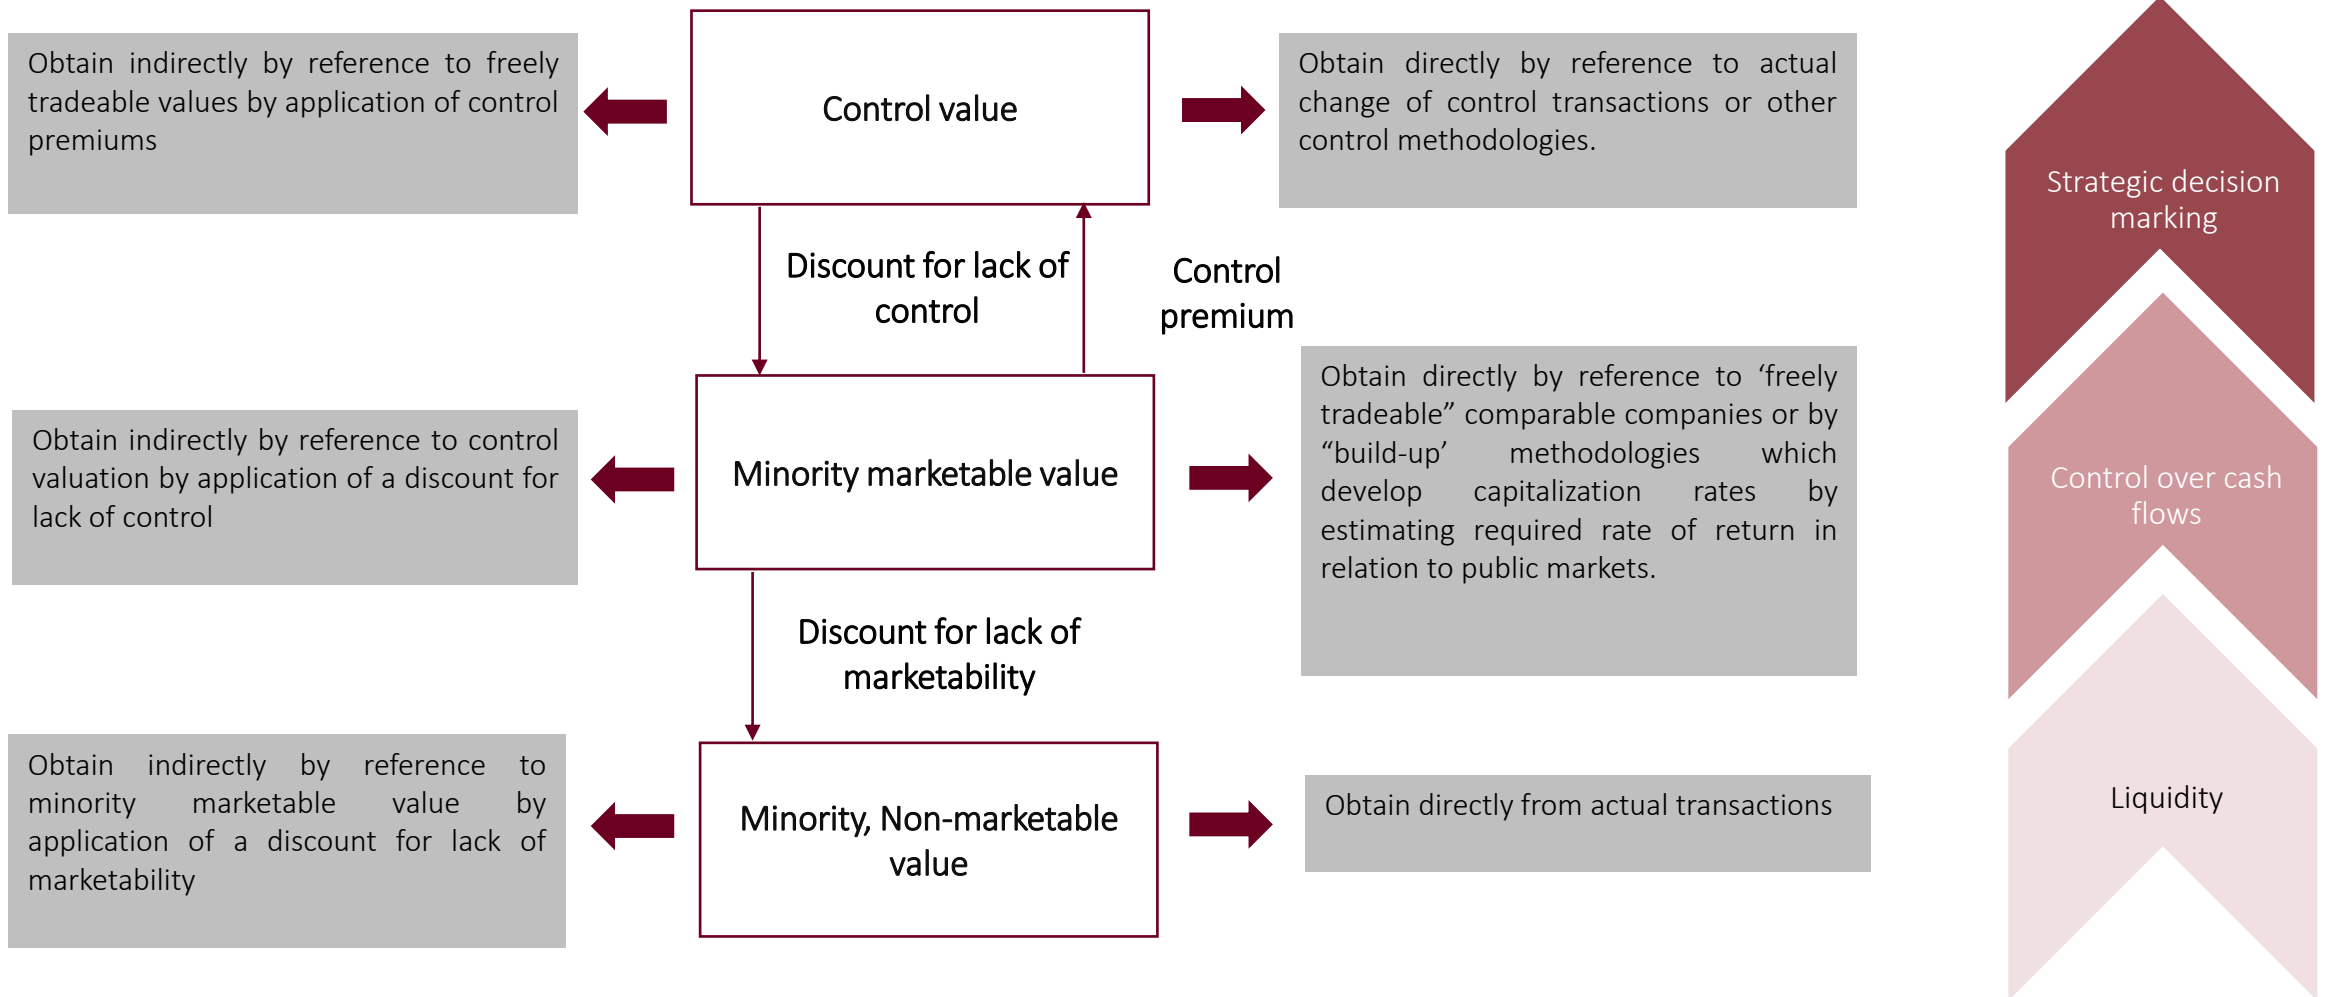 Obtain indirectly by reference to freely
tradeable values by application of control
premiums
Control value
Obtain directly by reference to actual
change of control transactions or other
control methodologies.
Strategic decision
marking
Discount for lack of
control
Control
premium
Obtain indirectly by reference to control
valuation by application of a discount for
lack of control
Minority marketable value
Obtain directly by reference to ‘freely
tradeable” comparable companies or by
“build-up’ methodologies which
develop capitalization rates by
estimating required rate of return in
relation to public markets.
Control over cash
flows
Discount for lack of
marketability
Obtain indirectly by reference to
minority marketable value by
application of a discount for lack of
marketability
Minority, Non-marketable
value
Obtain directly from actual transactions
Liquidity